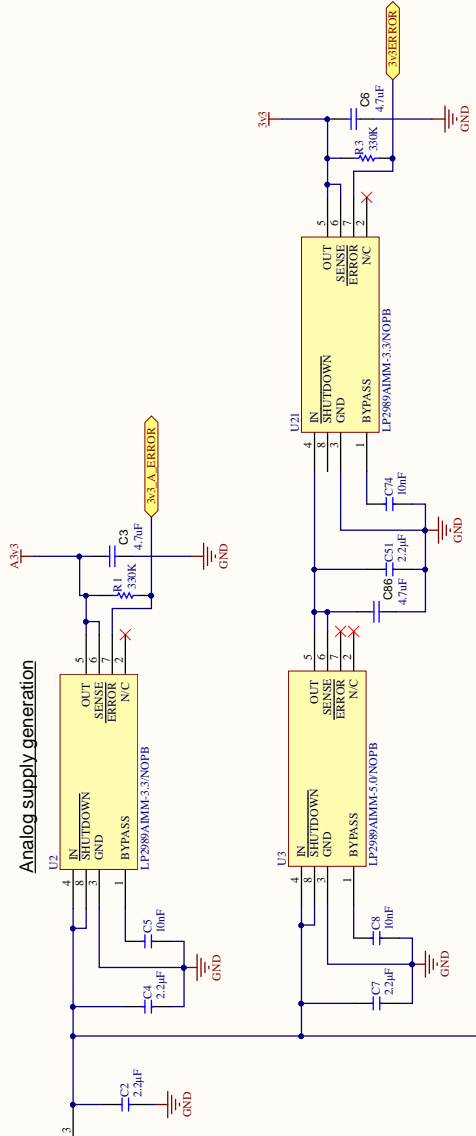 3v3ERROR
3v3
C6
4.7uF
R3
330K
GND
5
6
7
2
OUT
SENSE
ERROR
N/C
IN
SHUTDOWN
GND
BYPASS
U21
LP2989AIMM-3.3/NOPB
4
8
3
1
C74
10nF
GND
C51
2.2µF
C86
4.7uF
3v3_A_ERROR
A3v3
C3
4.7uF
R1
330K
GND
Analog supply generation
5
6
7
2
OUT
SENSE
ERROR
N/C
IN
SHUTDOWN
GND
BYPASS
U2
LP2989AIMM-3.3/NOPB
4
8
3
1
C5
10nF
GND
C4
2.2µF
C2
2.2µF
GND
3
5
6
7
2
OUT
SENSE
ERROR
N/C
IN
SHUTDOWN
GND
BYPASS
U3
LP2989AIMM-5.0/NOPB
4
8
3
1
C8
10nF
GND
C7
2.2µF